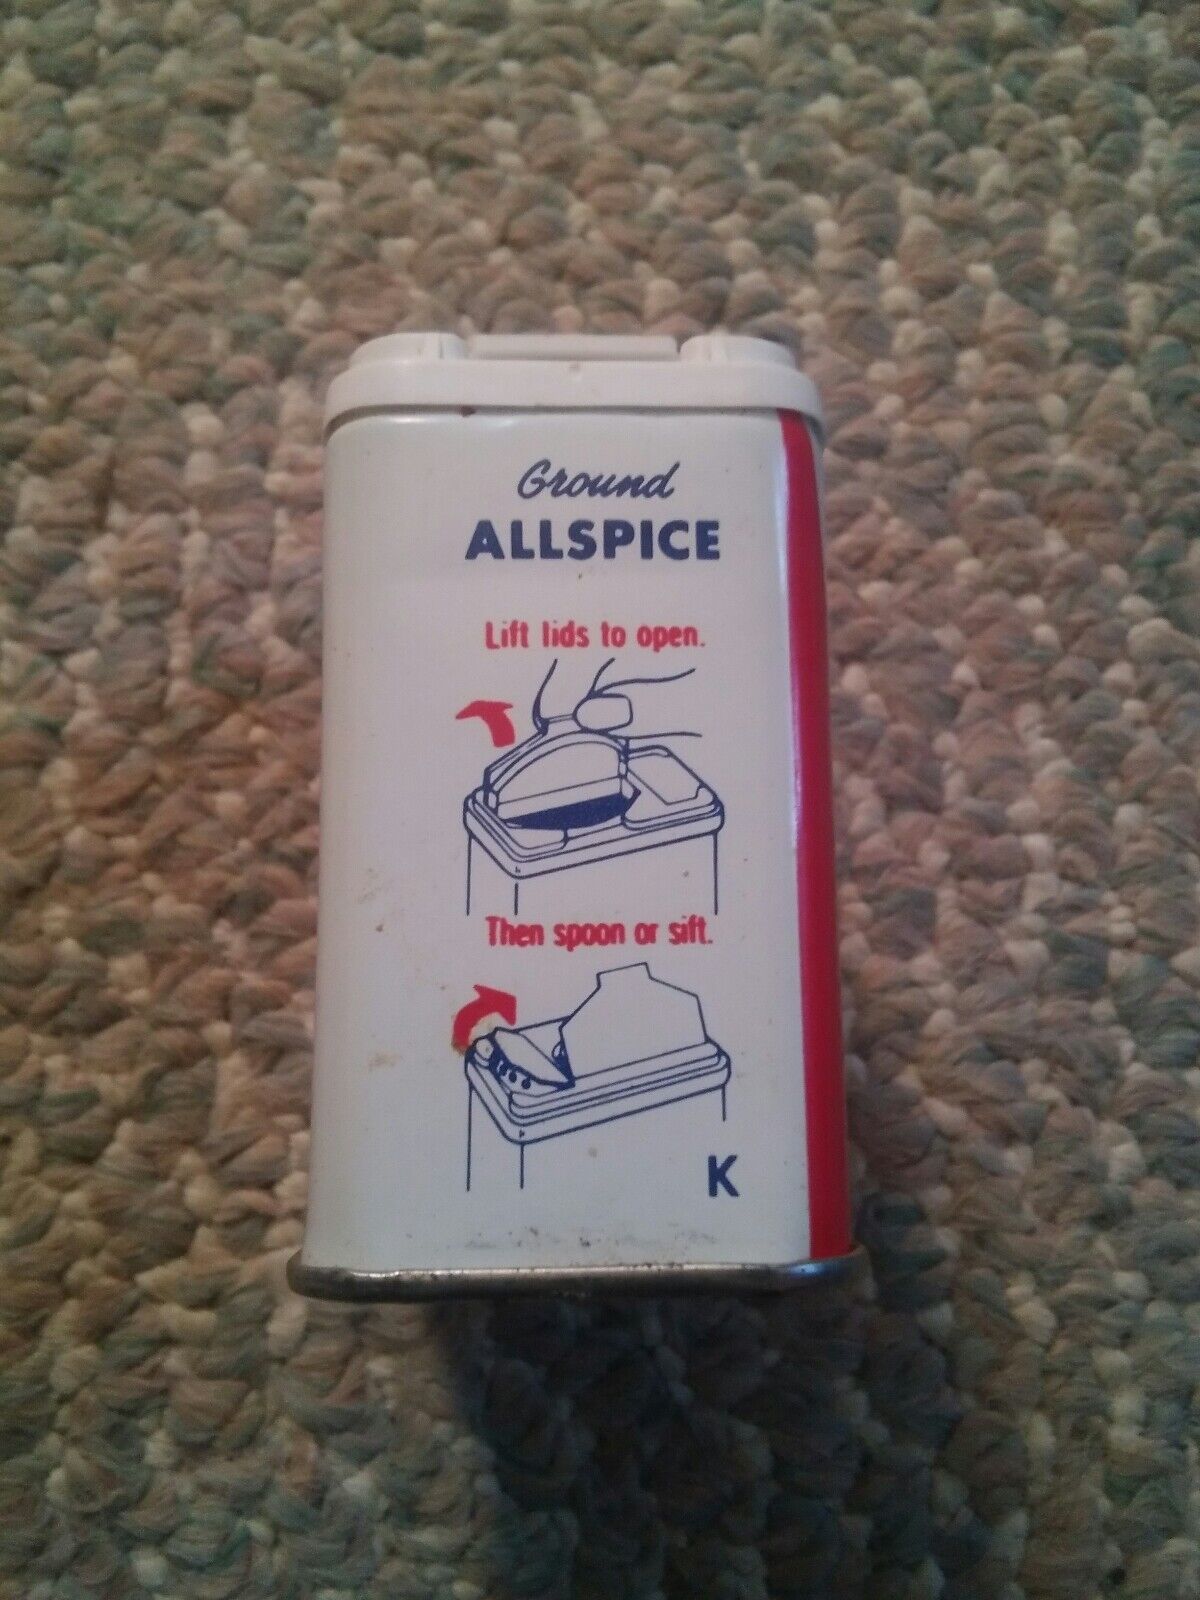 Ground
ALLSPICE
Lift lids to open.
Then spoon or sift.
K